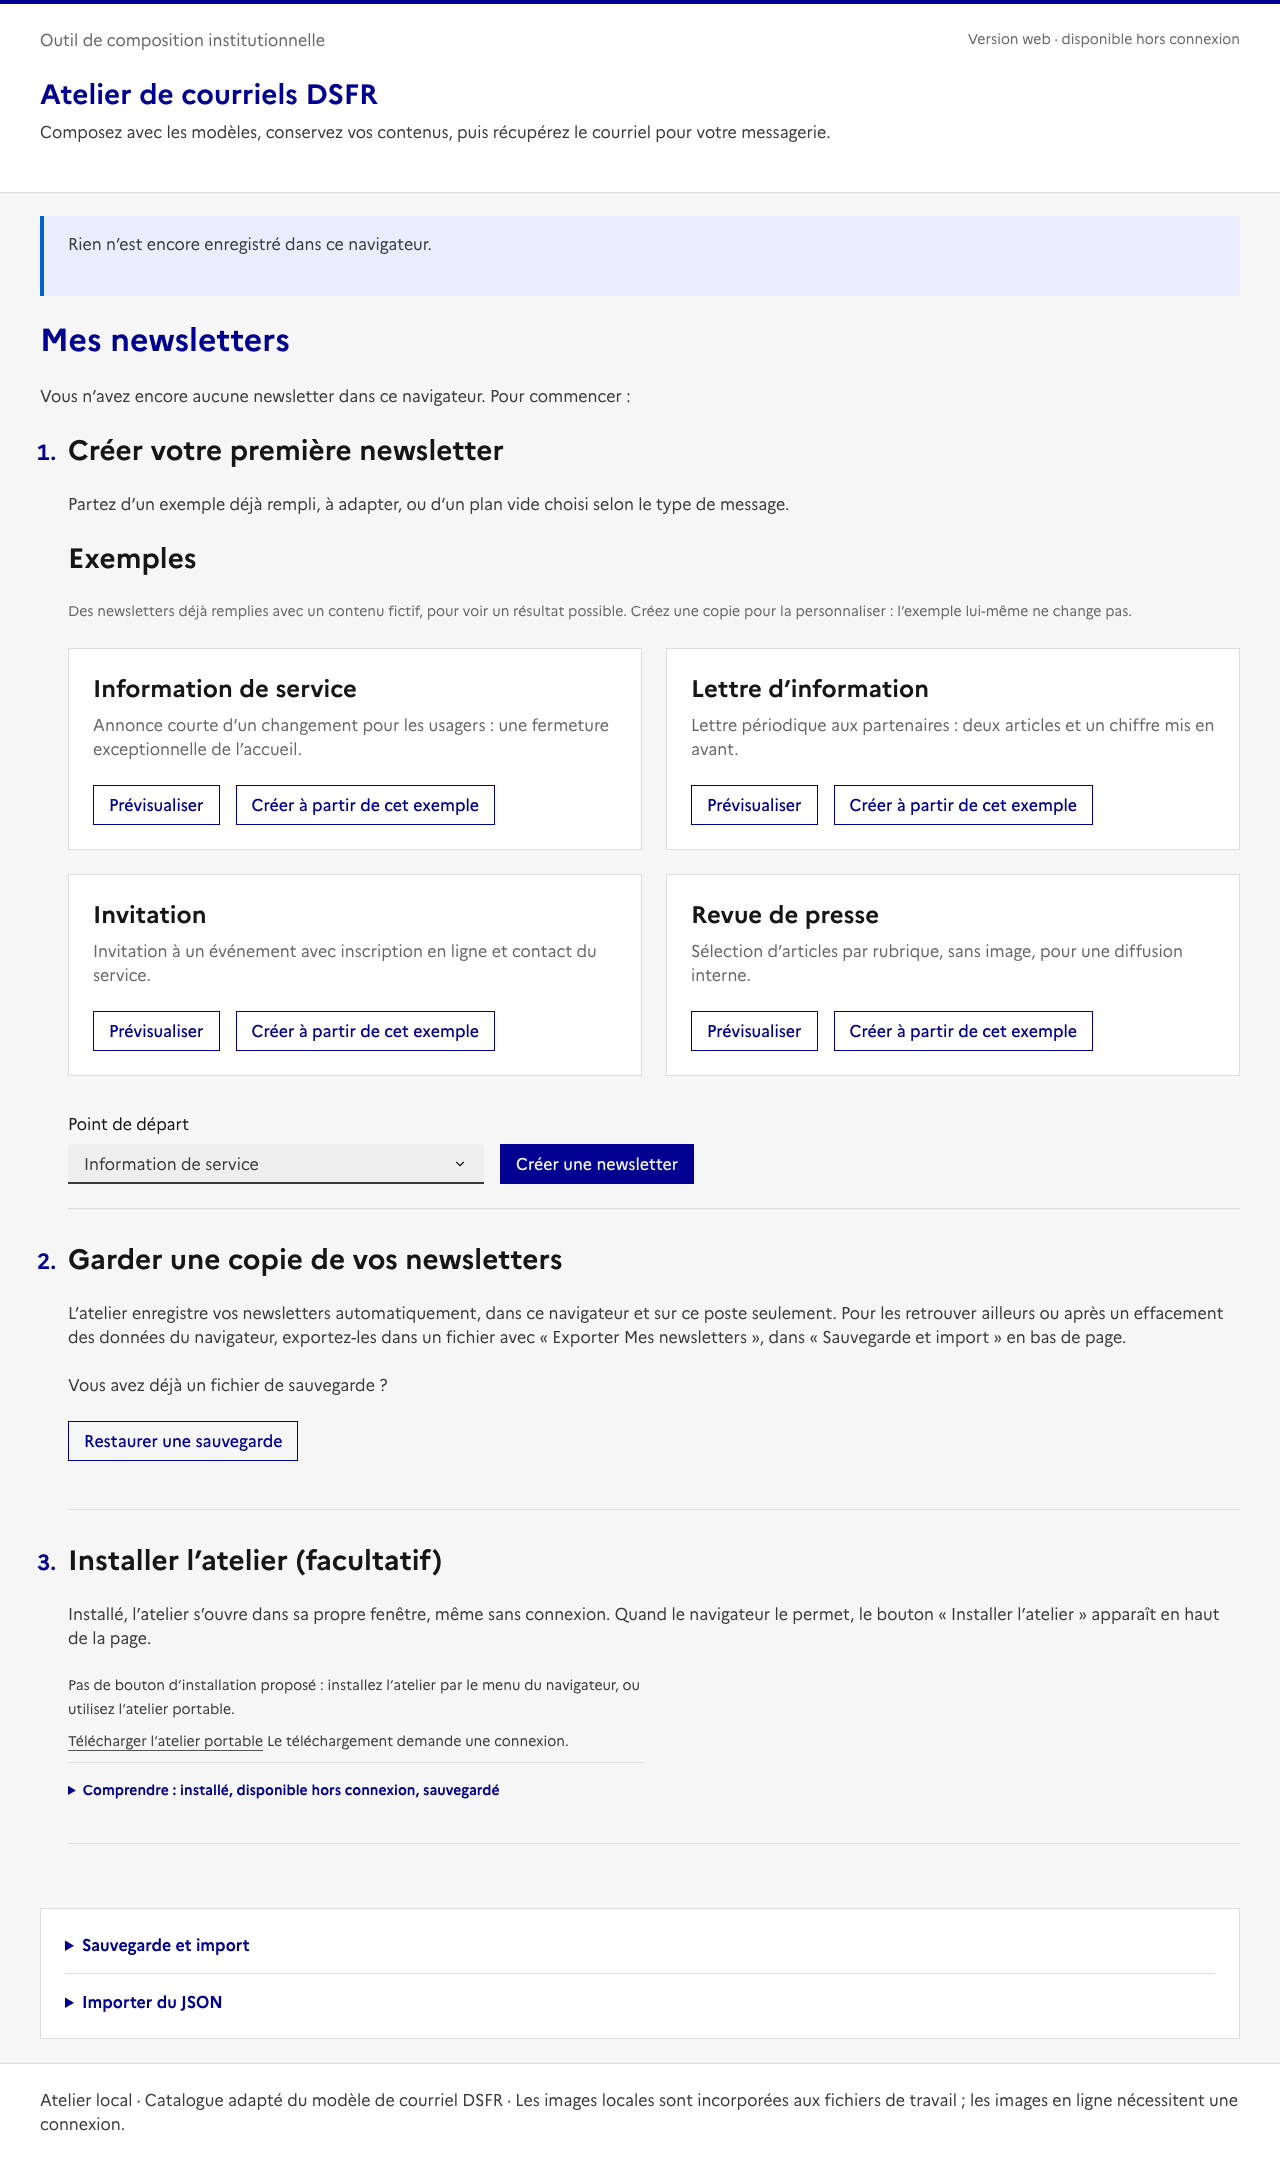 Outil de composition institutionnelle
Version web · disponible hors connexion
Atelier de courriels DSFR
Composez avec les modèles, conservez vos contenus, puis récupérez le courriel pour votre messagerie.
Rien n’est encore enregistré dans ce navigateur.
Mes newsletters
Vous n’avez encore aucune newsletter dans ce navigateur. Pour commencer :
1. Créer votre première newsletter
Partez d’un exemple déjà rempli, à adapter, ou d’un plan vide choisi selon le type de message.
Exemples
Des newsletters déjà remplies avec un contenu fictif, pour voir un résultat possible. Créez une copie pour la personnaliser : l’exemple lui-même ne change pas.
Information de service
Annonce courte d’un changement pour les usagers : une fermeture
exceptionnelle de l’accueil.
Prévisualiser
Créer à partir de cet exemple
Lettre d’information
Lettre périodique aux partenaires : deux articles et un chiffre mis en
avant.
Prévisualiser
Créer à partir de cet exemple
Invitation
Invitation à un événement avec inscription en ligne et contact du
service.
Prévisualiser
Créer à partir de cet exemple
Revue de presse
Sélection d’articles par rubrique, sans image, pour une diffusion
interne.
Prévisualiser
Créer à partir de cet exemple
Point de départ
Information de service
Créer une newsletter
2. Garder une copie de vos newsletters
L’atelier enregistre vos newsletters automatiquement, dans ce navigateur et sur ce poste seulement. Pour les retrouver ailleurs ou après un effacement
des données du navigateur, exportez-les dans un fichier avec « Exporter Mes newsletters », dans « Sauvegarde et import » en bas de page.
Vous avez déjà un fichier de sauvegarde ?
Restaurer une sauvegarde
3. Installer l’atelier (facultatif)
Installé, l’atelier s’ouvre dans sa propre fenêtre, même sans connexion. Quand le navigateur le permet, le bouton « Installer l’atelier » apparaît en haut
de la page.
Pas de bouton d’installation proposé : installez l’atelier par le menu du navigateur, ou
utilisez l’atelier portable.
Télécharger l’atelier portable Le téléchargement demande une connexion.
Comprendre : installé, disponible hors connexion, sauvegardé
Sauvegarde et import
Importer du JSON
Atelier local · Catalogue adapté du modèle de courriel DSFR · Les images locales sont incorporées aux fichiers de travail ; les images en ligne nécessitent une
connexion.